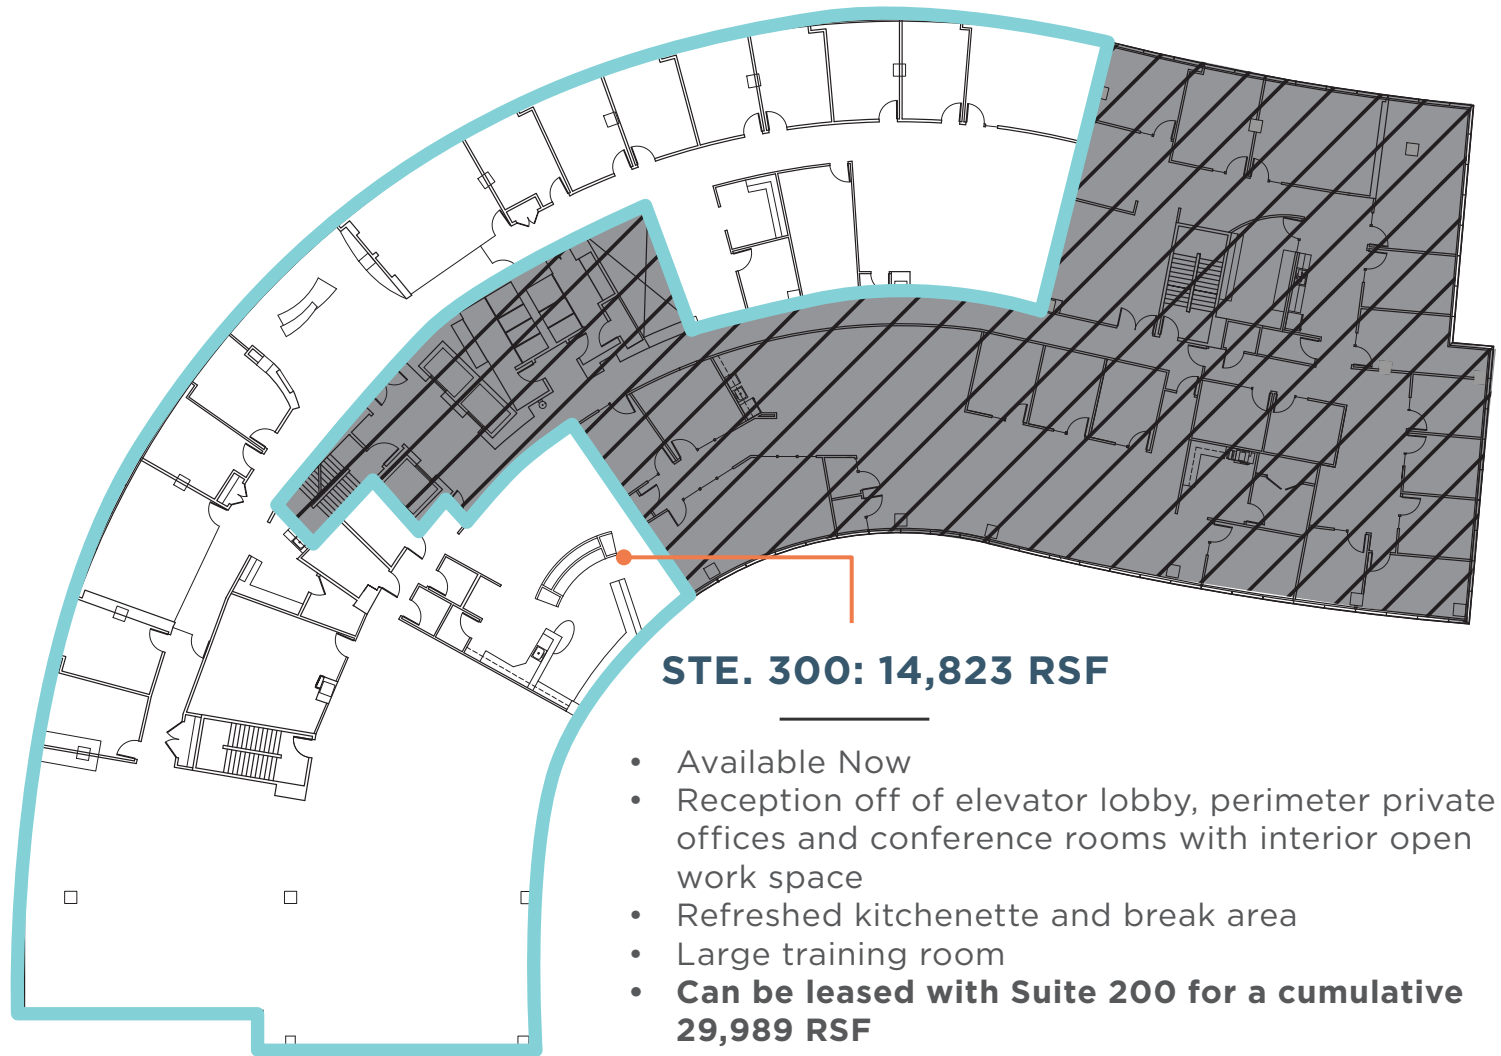 STE. 300: 14,823 RSF
• Available Now
• Reception off of elevator lobby, perimeter private
offices and conference rooms with interior open
work space
• Refreshed kitchenette and break area
• Large training room
• Can be leased with Suite 200 for a cumulative
29,989 RSF